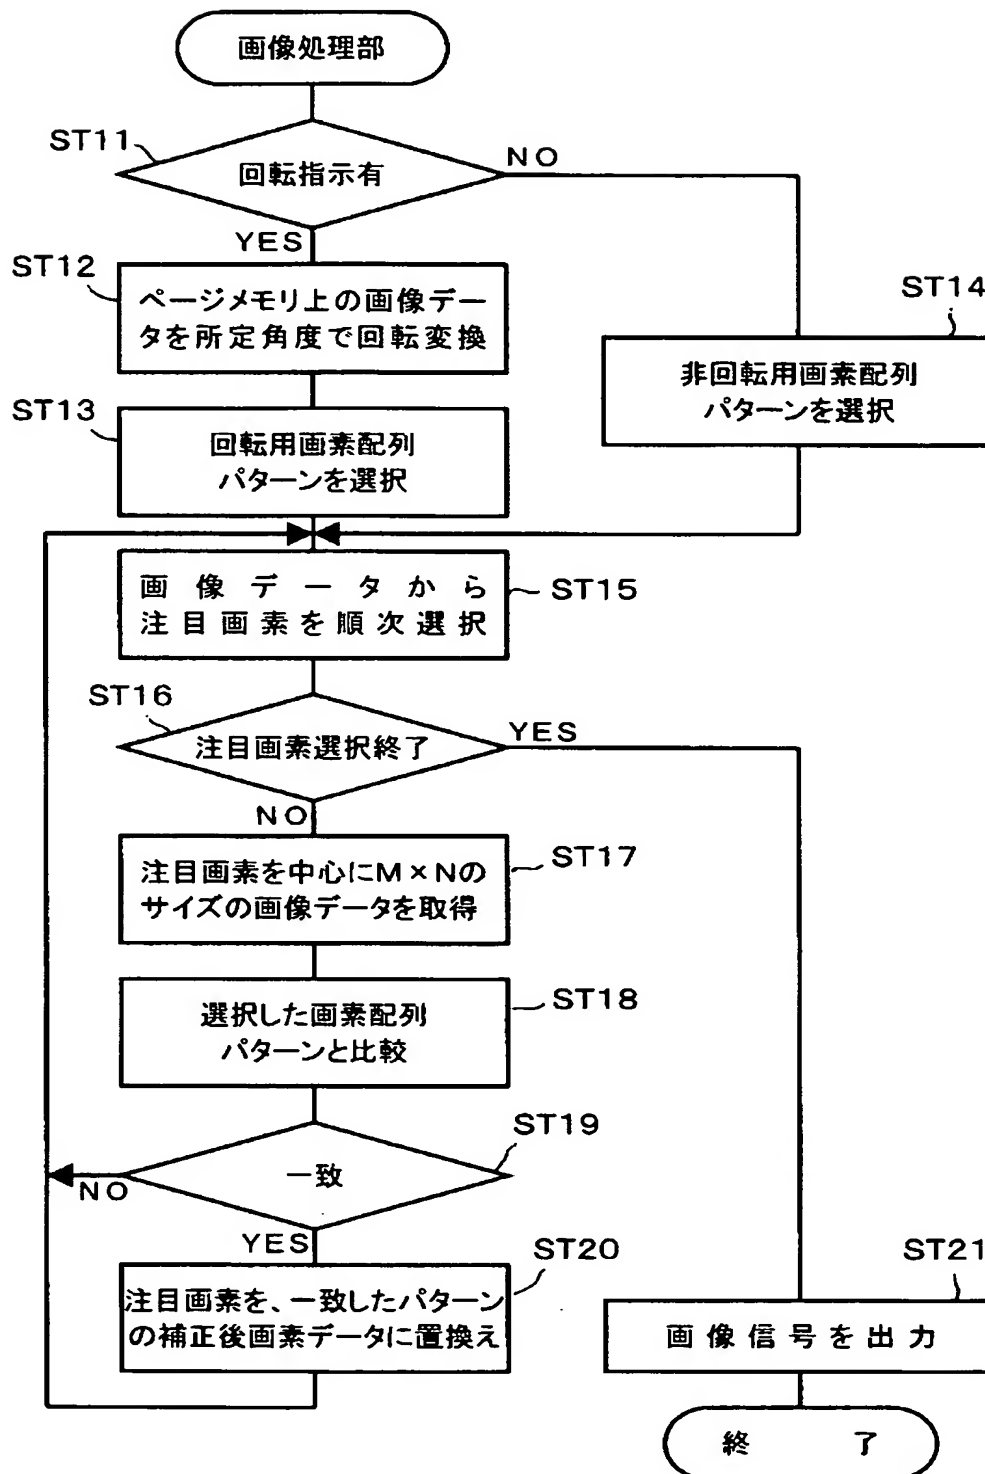 画像処理部
ST11
回転指示有
NO
YES
ST12
ページメモリ上の画像デー
タを所定角度で回転変換
ST14
非回転用画素配列
パターンを選択
ST13
回転用画素配列
パターンを選択
画像データから
注目画素を順次選択
ST15
ST16
注目画素選択終了
YES
NO
注目画素を中心にM×Nの
サイズの画像データを取得
ST17
選択した画素配列
パターンと比較
ST18
ST19
一致
NO
YES
ST20
注目画素を、一致したパターン
の補正後画素データに置換え
ST21
画像信号を出力
終了